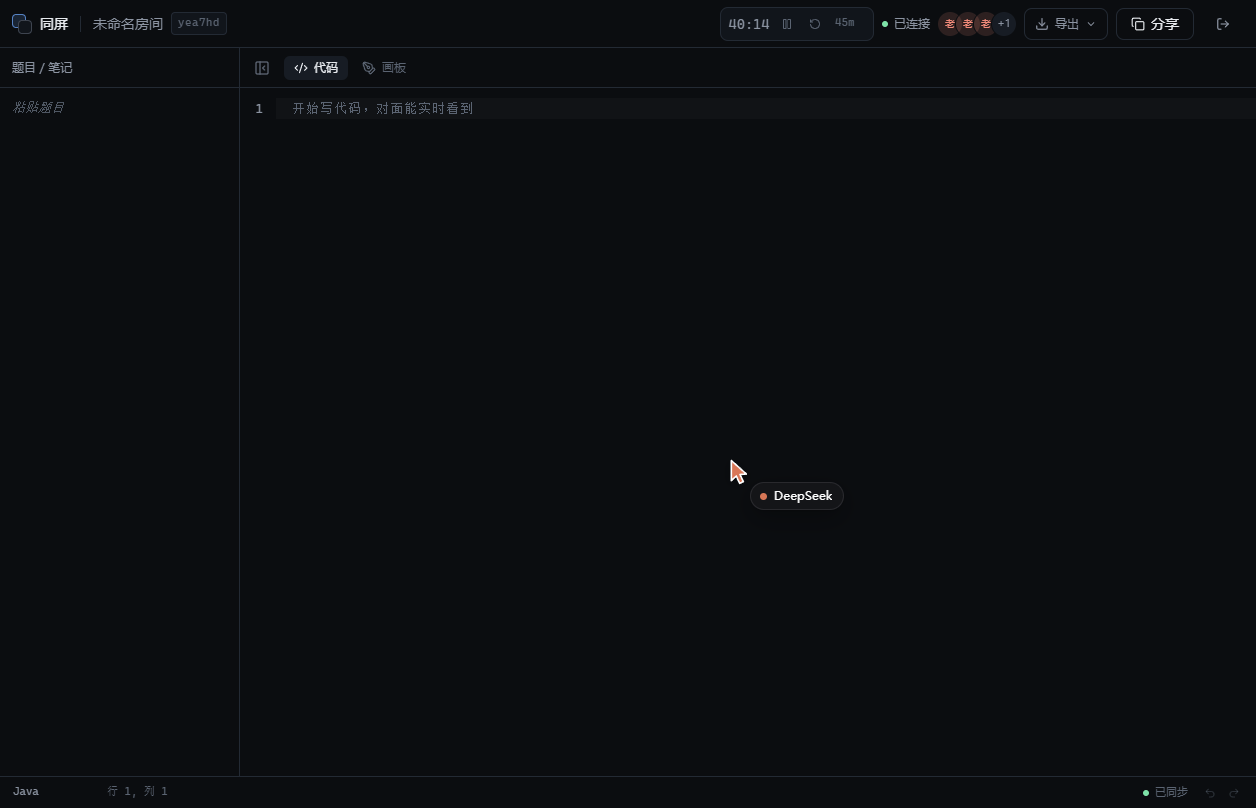 同屏 未命名房间 yea7hd 40:14 45m 已连接 老 老 老 +1 导出 分享
题目 / 笔记 代码 画板
粘贴题目
1 开始写代码，对面能实时看到
DeepSeek
Java 行 1, 列 1 已同步